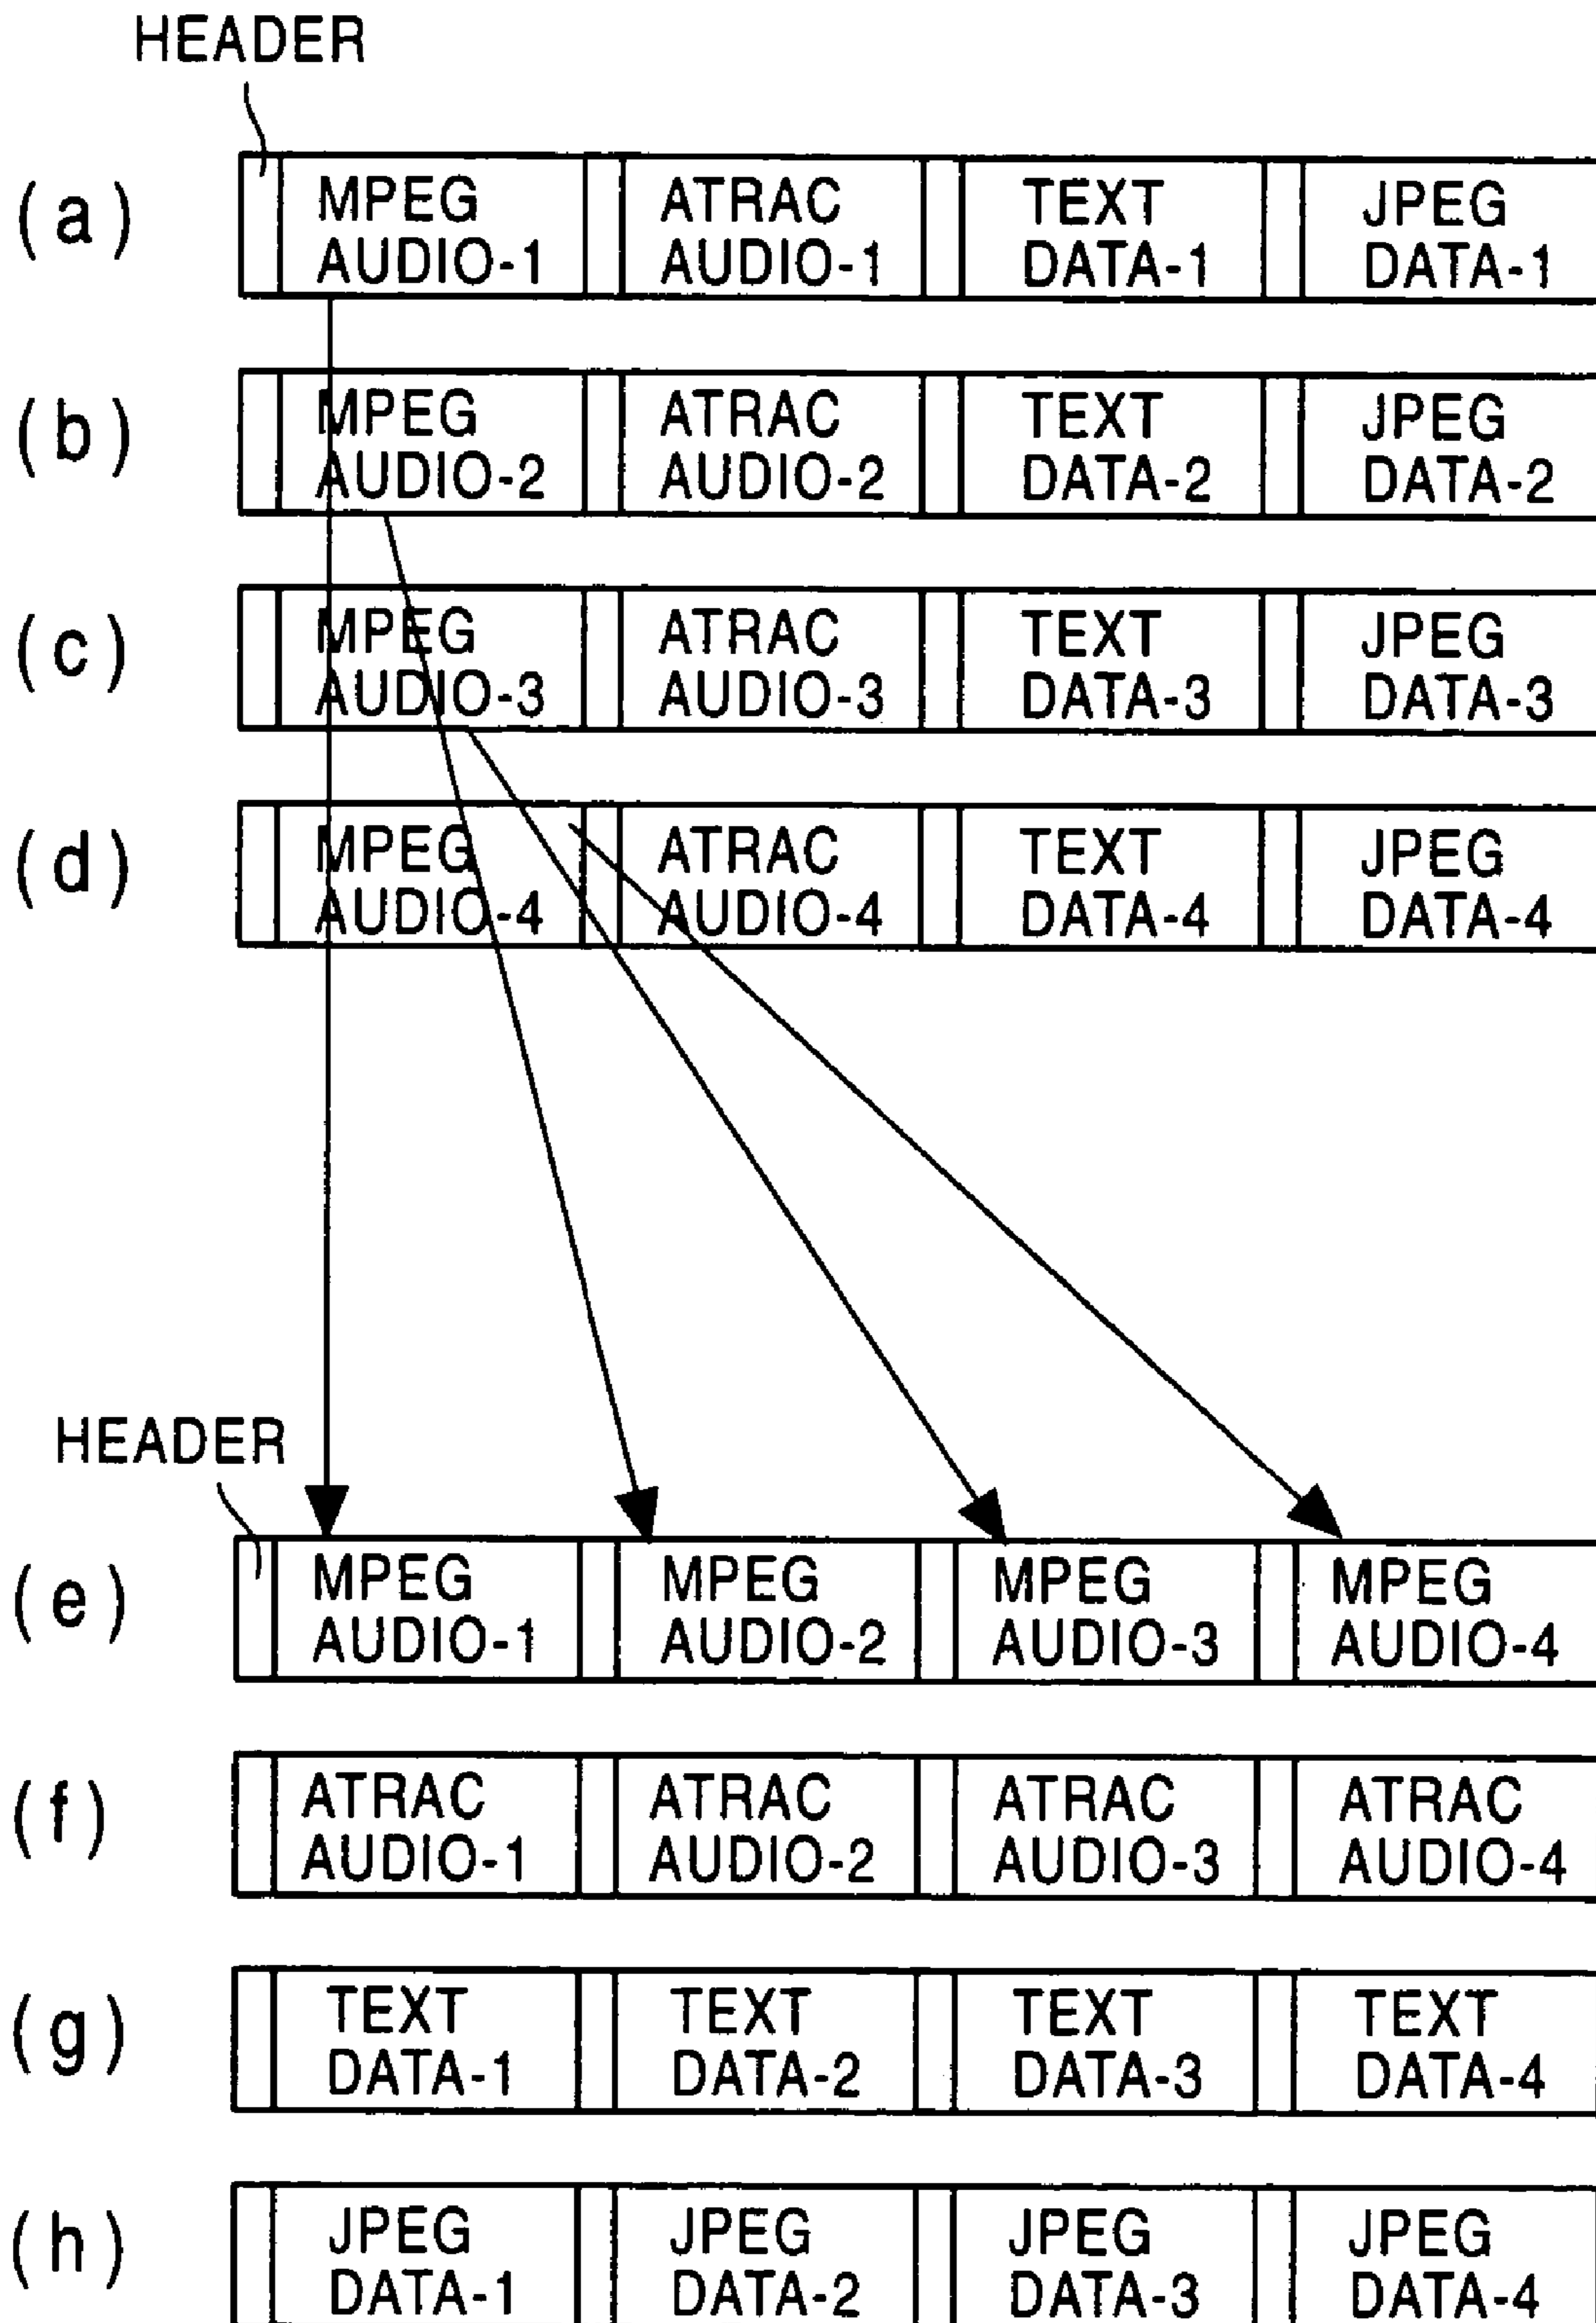 HEADER
(a) MPEG AUDIO-1 ATRAC AUDIO-1 TEXT DATA-1 JPEG DATA-1
(b) MPEG AUDIO-2 ATRAC AUDIO-2 TEXT DATA-2 JPEG DATA-2
(c) MPEG AUDIO-3 ATRAC AUDIO-3 TEXT DATA-3 JPEG DATA-3
(d) MPEG AUDIO-4 ATRAC AUDIO-4 TEXT DATA-4 JPEG DATA-4
HEADER
(e) MPEG AUDIO-1 MPEG AUDIO-2 MPEG AUDIO-3 MPEG AUDIO-4
(f) ATRAC AUDIO-1 ATRAC AUDIO-2 ATRAC AUDIO-3 ATRAC AUDIO-4
(g) TEXT DATA-1 TEXT DATA-2 TEXT DATA-3 TEXT DATA-4
(h) JPEG DATA-1 JPEG DATA-2 JPEG DATA-3 JPEG DATA-4